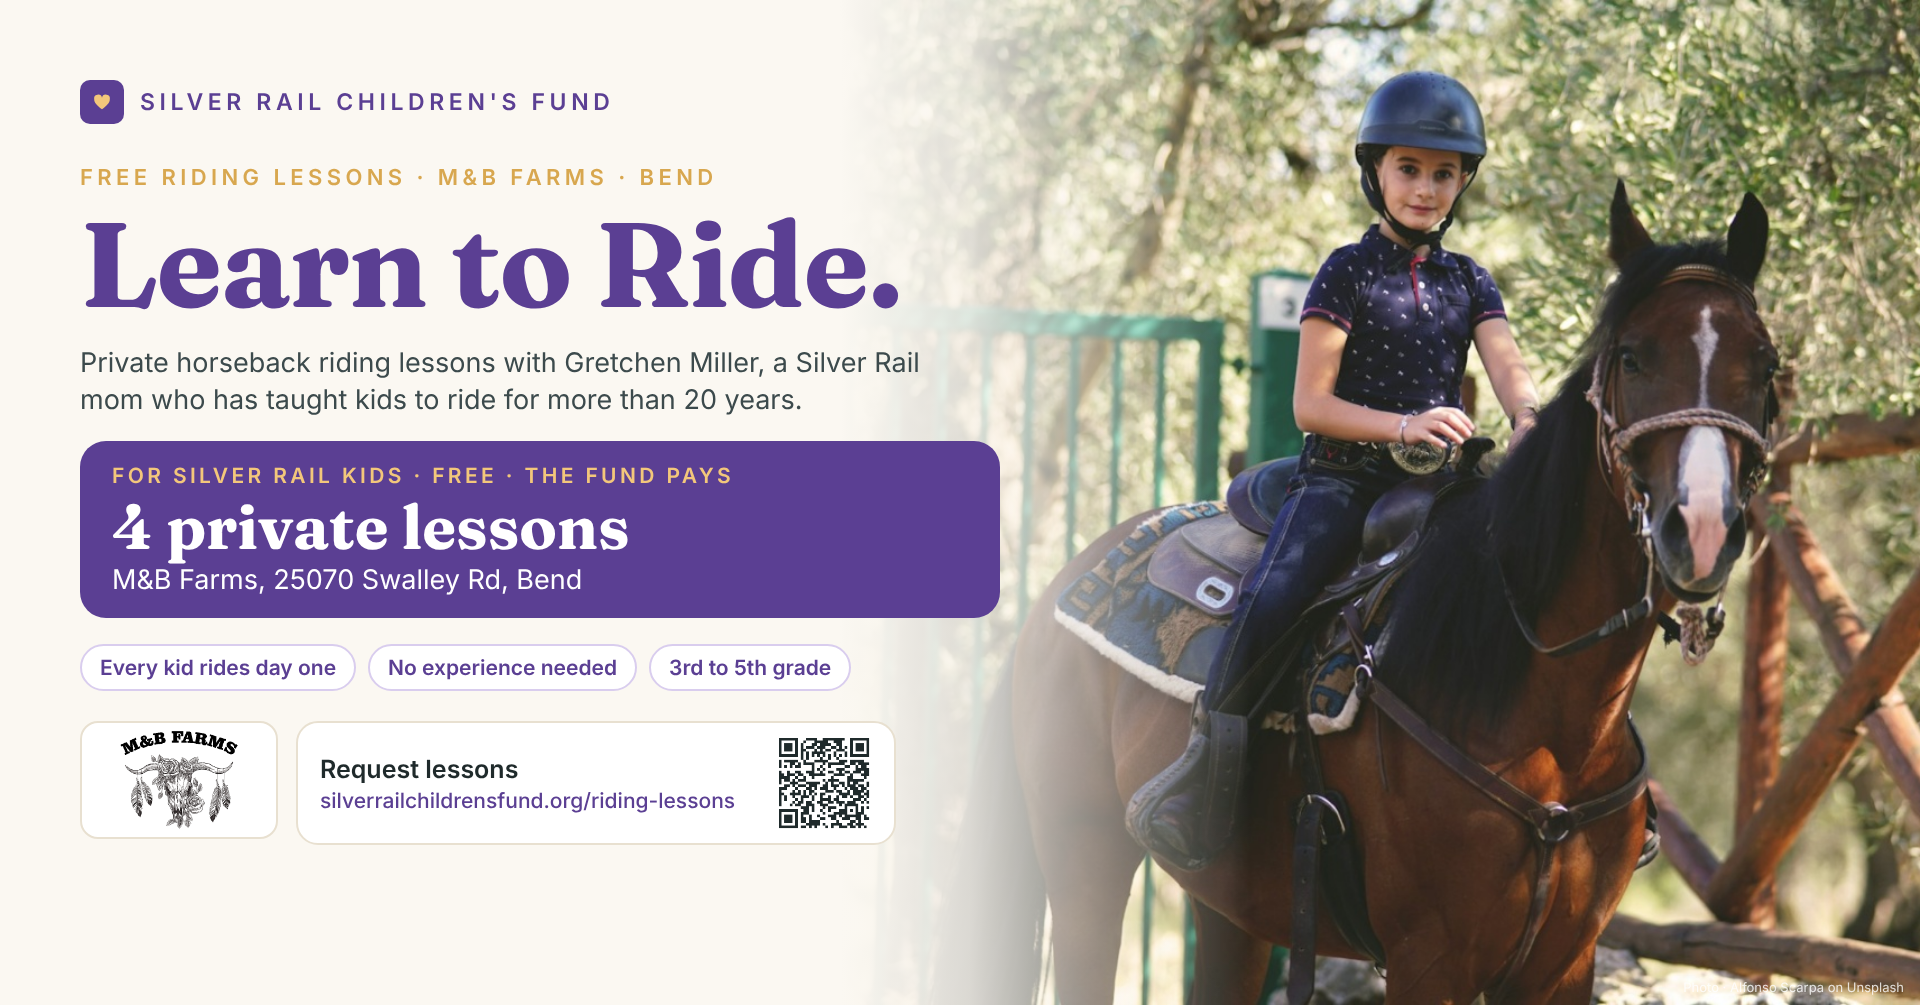 SILVER RAIL CHILDREN'S FUND
FREE RIDING LESSONS · M&B FARMS · BEND
Learn to Ride.
Private horseback riding lessons with Gretchen Miller, a Silver Rail
mom who has taught kids to ride for more than 20 years.
FOR SILVER RAIL KIDS · FREE · THE FUND PAYS
4 private lessons
M&B Farms, 25070 Swalley Rd, Bend
Every kid rides day one
No experience needed
3rd to 5th grade
M&B FARMS
Request lessons
silverrailchildrensfund.org/riding-lessons
Scarpa on Unsplash